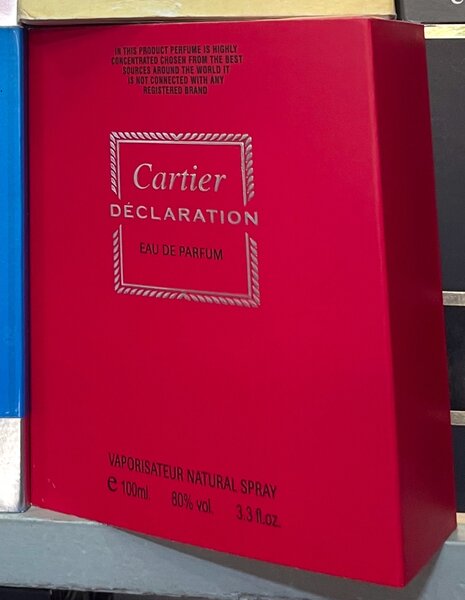 IN THIS PRODUCT PERFUME IS HIGHLY
CONCENTRATED CHOSEN FROM THE BEST
SOURCES AROUND THE WORLD IT
IS NOT CONNECTED WITH ANY
REGISTERED BRAND
Cartier
DÉCLARATION
EAU DE PARFUM
VAPORISATEUR NATURAL SPRAY
e 100ml. 80% vol. 3.3 fl.oz.